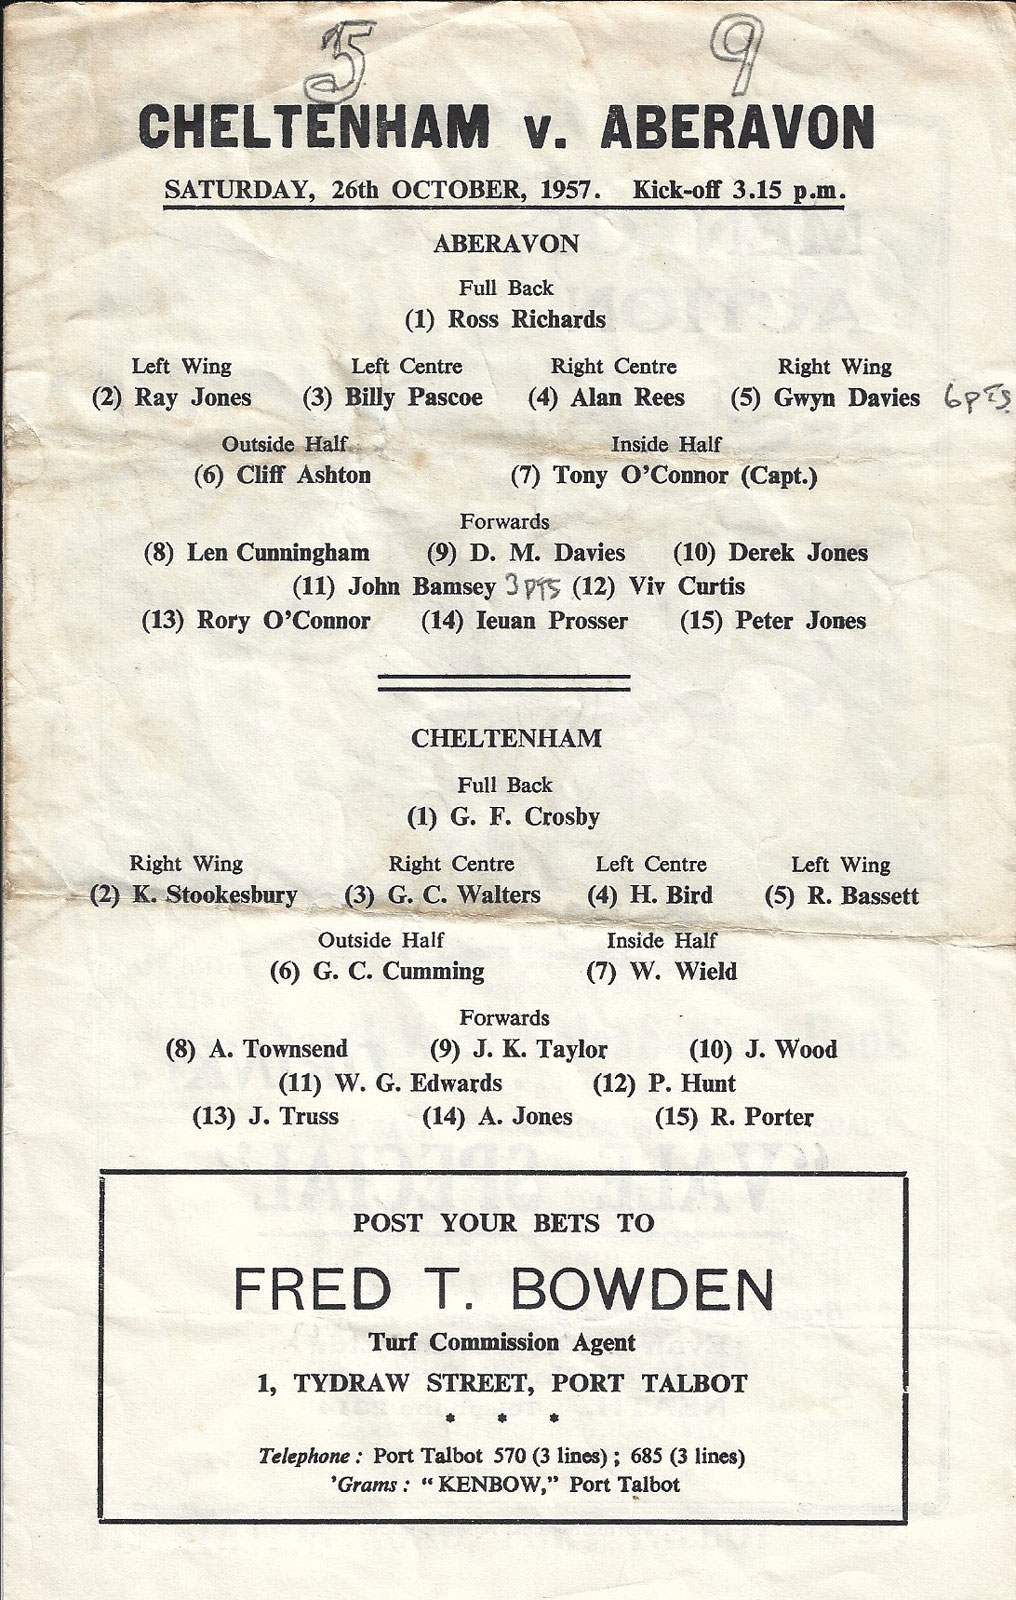 5 9
CHELTENHAM v. ABERAVON
SATURDAY, 26th OCTOBER, 1957. Kick-off 3.15 p.m.
ABERAVON
Full Back
(1) Ross Richards
Left Wing Left Centre Right Centre Right Wing
(2) Ray Jones (3) Billy Pascoe (4) Alan Rees (5) Gwyn Davies 6pts
Outside Half Inside Half
(6) Cliff Ashton (7) Tony O'Connor (Capt.)
Forwards
(8) Len Cunningham (9) D. M. Davies (10) Derek Jones
(11) John Bamsey 3 PTS (12) Viv Curtis
(13) Rory O'Connor (14) Ieuan Prosser (15) Peter Jones
CHELTENHAM
Full Back
(1) G. F. Crosby
Right Wing Right Centre Left Centre Left Wing
(2) K. Stookesbury (3) G. C. Walters (4) H. Bird (5) R. Bassett
Outside Half Inside Half
(6) G. C. Cumming (7) W. Wield
Forwards
(8) A. Townsend (9) J. K. Taylor (10) J. Wood
(11) W. G. Edwards (12) P. Hunt
(13) J. Truss (14) A. Jones (15) R. Porter
POST YOUR BETS TO
FRED T. BOWDEN
Turf Commission Agent
1, TYDRAW STREET, PORT TALBOT
* * *
Telephone : Port Talbot 570 (3 lines) ; 685 (3 lines)
'Grams : "KENBOW," Port Talbot